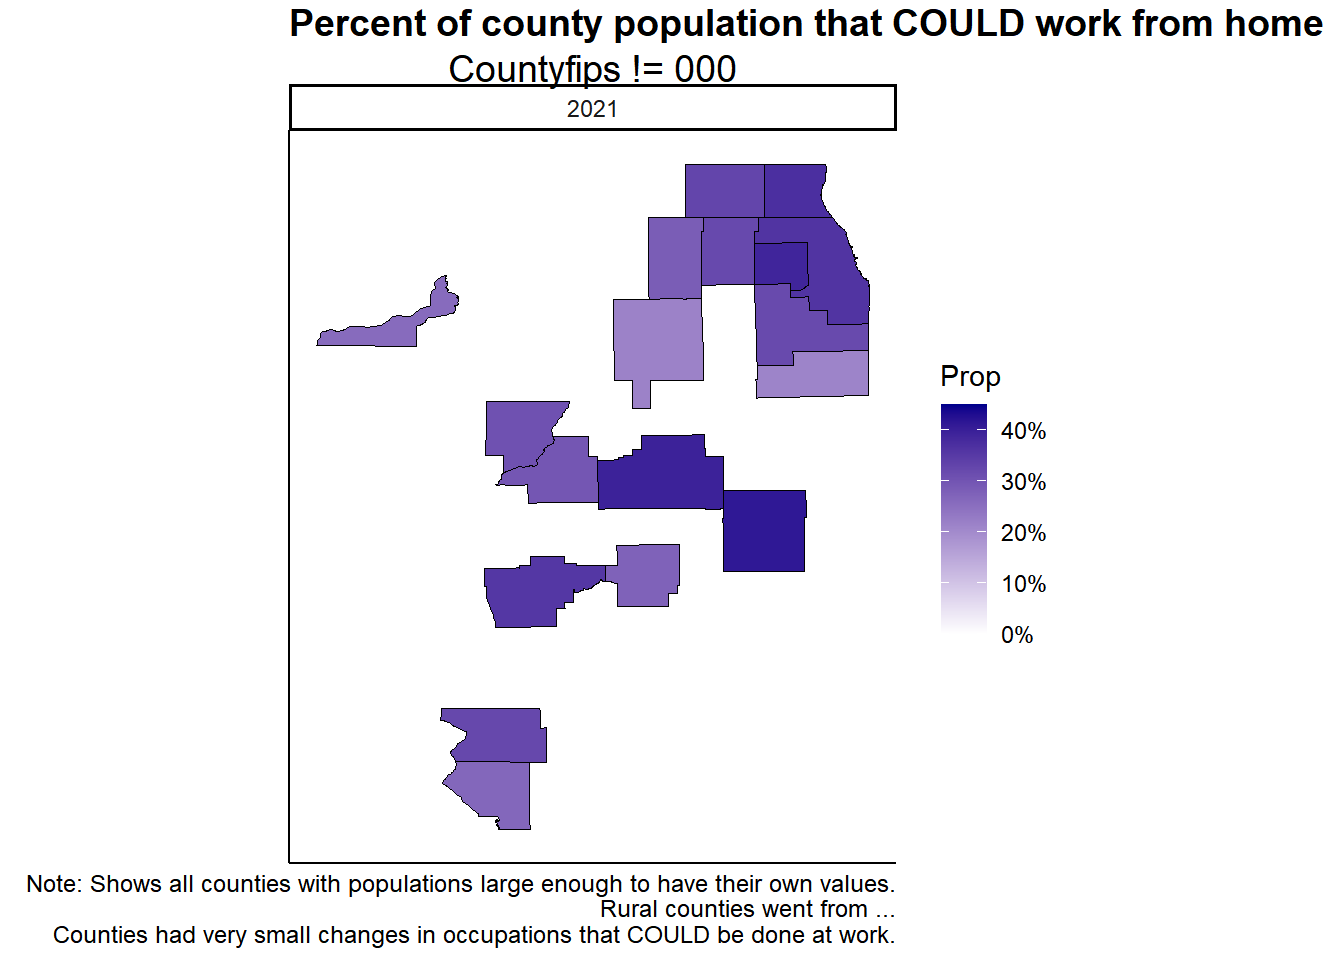 Percent of county population that COULD work from home
Countyfips != 000
2021
Prop
40%
30%
20%
10%
0%
Note: Shows all counties with populations large enough to have their own values.
Rural counties went from ...
Counties had very small changes in occupations that COULD be done at work.